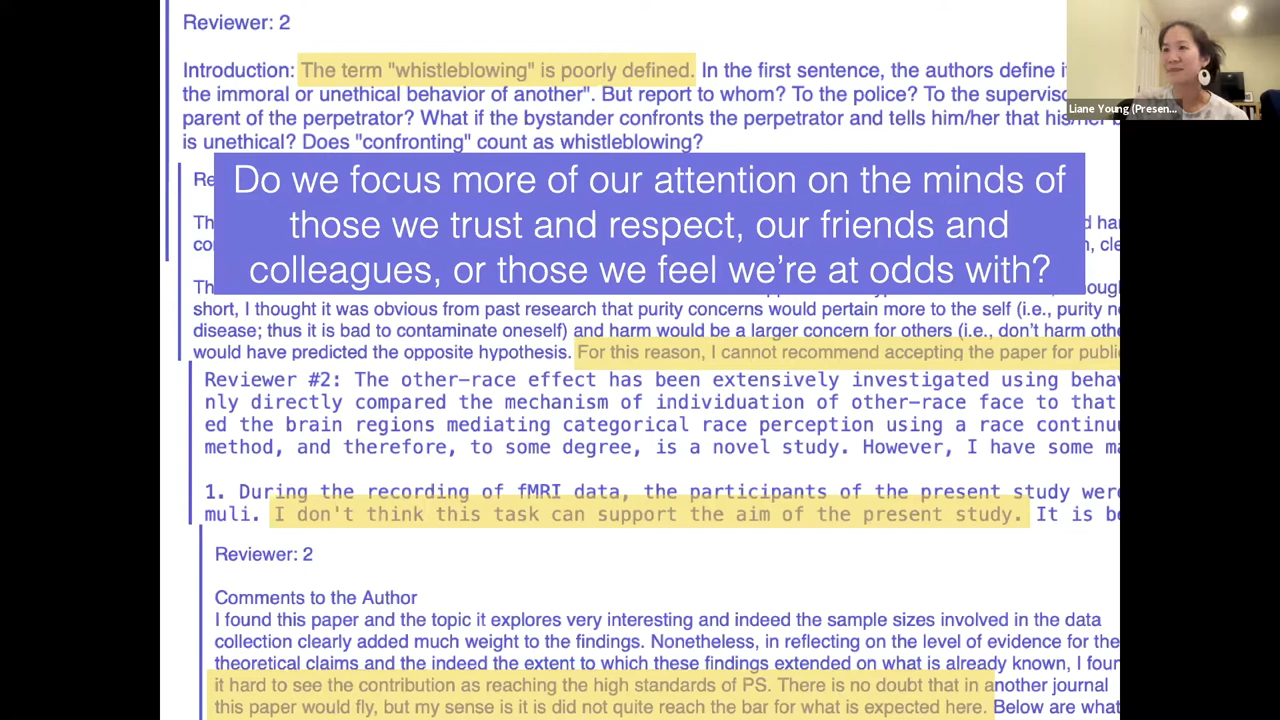 Reviewer: 2
Introduction: The term "whistleblowing" is poorly defined. In the first sentence, the authors define
the immoral or unethical behavior of another". But report to whom? To the police? To the
parent of the perpetrator? What if the bystander confronts the perpetrator and tells him/her that
is unethical? Does "confronting" count as whistleblowing?
Liane Young (Presen...
Do we focus more of our attention on the minds of
those we trust and respect, our friends and
colleagues, or those we feel we're at odds with?
short, I thought it was obvious from past research that purity concerns would pertain more to the self (i.e., purity
disease; thus it is bad to contaminate oneself) and harm would be a larger concern for others (i.e., don't harm
would have predicted the opposite hypothesis. For this reason, I cannot recommend accepting the paper for
Reviewer #2: The other-race effect has been extensively investigated using
nly directly compared the mechanism of individuation of other-race face to that
ed the brain regions mediating categorical race perception using a race
method, and therefore, to some degree, is a novel study. However, I have some
1. During the recording of fMRI data, the participants of the present study
muli. I don't think this task can support the aim of the present study. It is
Reviewer: 2
Comments to the Author
I found this paper and the topic it explores very interesting and indeed the sample sizes involved in the data
collection clearly added much weight to the findings. Nonetheless, in reflecting on the level of evidence for the
theoretical claims and the indeed the extent to which these findings extended on what is already known, I
it hard to see the contribution as reaching the high standards of PS. There is no doubt that in another journal
this paper would fly, but my sense is it is did not quite reach the bar for what is expected here. Below are what